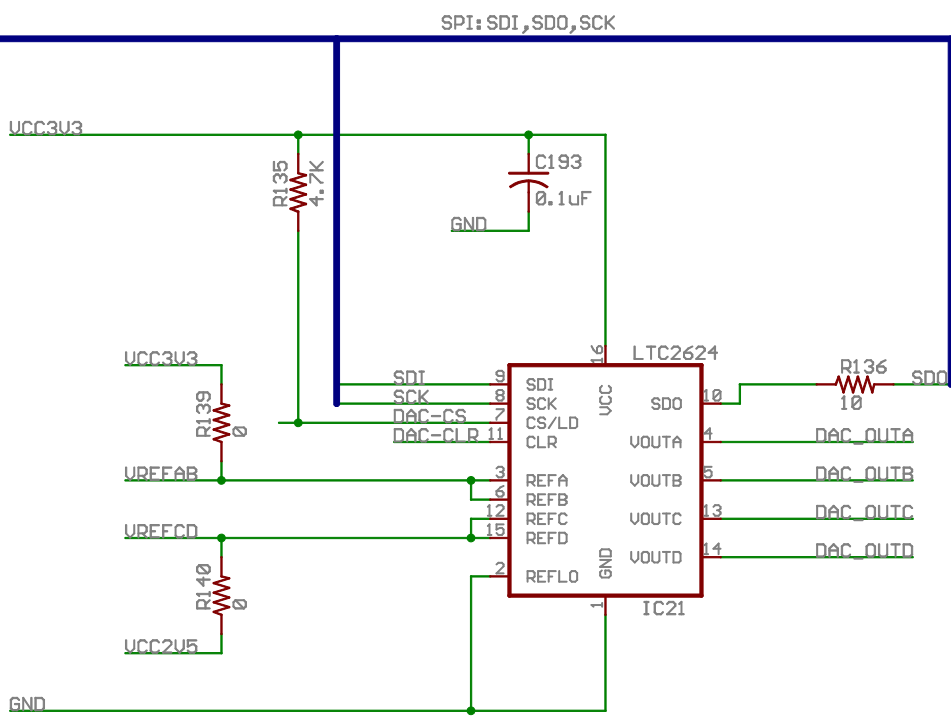 SPI:SDI,SDO,SCK
VCC3V3
R135
4.7K
C193
0.1uF
GND
VCC3V3
R139
0
VREFAB
VREFCD
R140
0
VCC2V5
GND
SDI
SCK
DAC-CS
DAC-CLR
9
8
7
11
3
6
12
15
2
SDI
SCK
CS/LD
CLR
REFA
REFB
REFC
REFD
REFLO
16
VCC
GND
1
LTC2624
IC21
SDO
VOUTA
VOUTB
VOUTC
VOUTD
10
4
5
13
14
R136
10
SDO
DAC_OUTA
DAC_OUTB
DAC_OUTC
DAC_OUTD